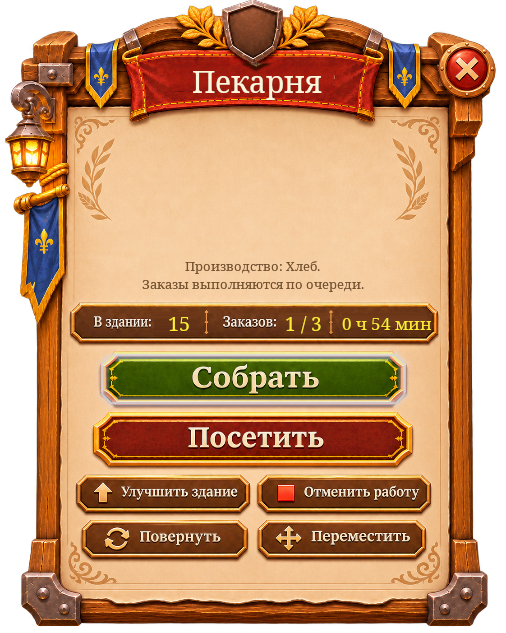 Пекарня
Производство: Хлеб.
Заказы выполняются по очереди.
В здании: 15 Заказов: 1 / 3 0 ч 54 мин
Собрать
Посетить
Улучшить здание Отменить работу
Повернуть Переместить